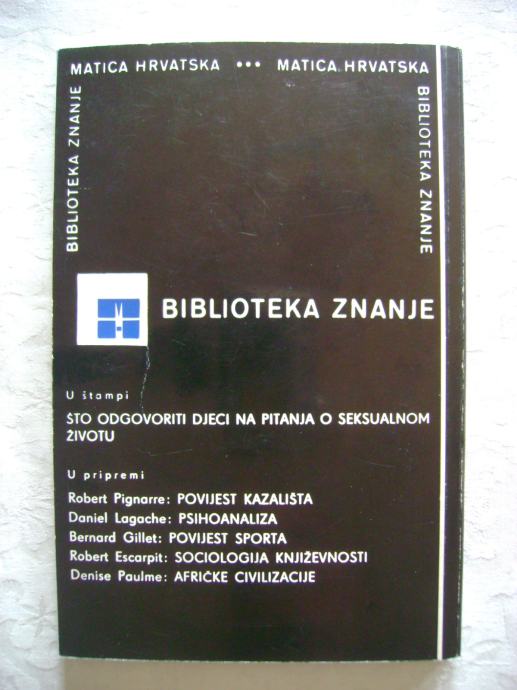 MATICA HRVATSKA ••• MATICA HRVATSKA
BIBLIOTEKA ZNANJE
BIBLIOTEKA ZNANJE
BIBLIOTEKA ZNANJE
U štampi
ŠTO ODGOVORITI DJECI NA PITANJA O SEKSUALNOM
ŽIVOTU
U pripremi
Robert Pignarre: POVIJEST KAZALIŠTA
Daniel Lagache: PSIHOANALIZA
Bernard Gillet: POVIJEST SPORTA
Robert Escarpit: SOCIOLOGIJA KNJIŽEVNOSTI
Denise Paulme: AFRIČKE CIVILIZACIJE